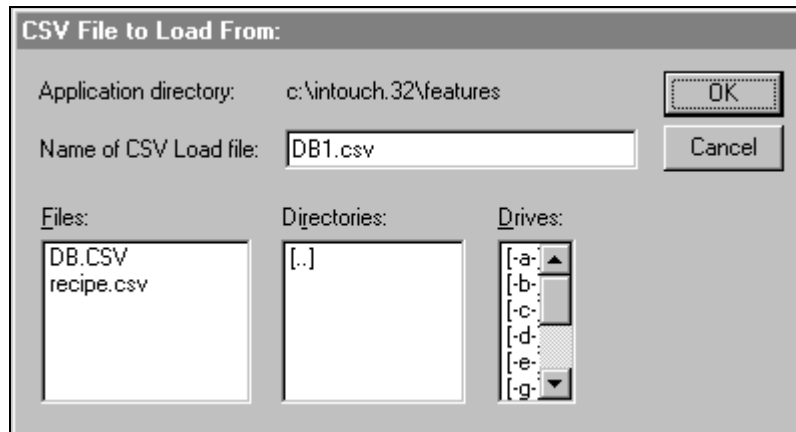 CSV File to Load From:
Application directory: c:\intouch.32\features
OK
Name of CSV Load file: DB1.csv
Cancel
Files: Directories: Drives:
DB.CSV [..] [-a-]
recipe.csv [-b-]
[-c-]
[-d-]
[-e-]
[-g-]